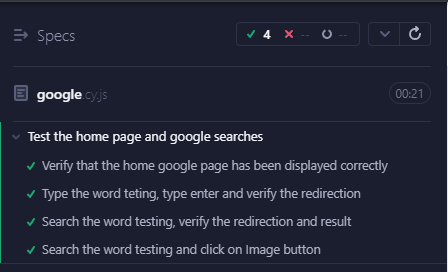 Specs
4 -- --
google.cy.js
00:21
Test the home page and google searches
Verify that the home google page has been displayed correctly
Type the word teting, type enter and verify the redirection
Search the word testing, verify the redirection and result
Search the word testing and click on Image button